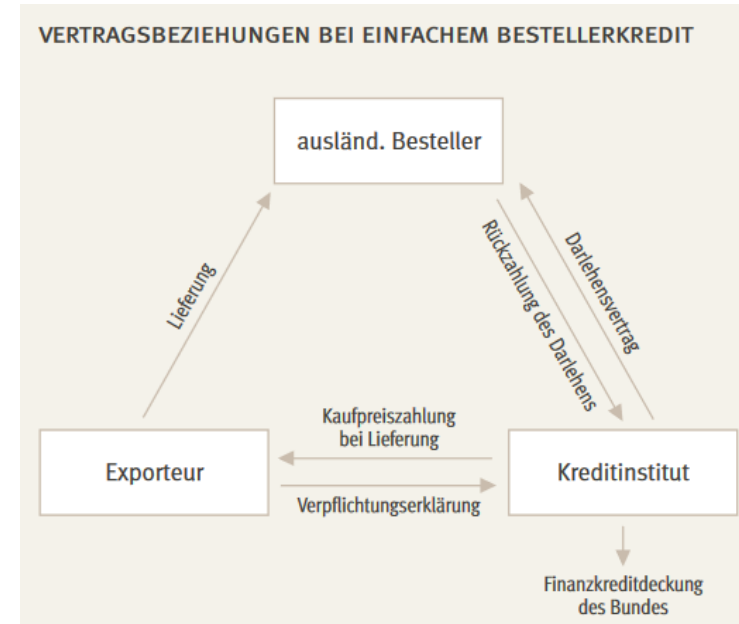 VERTRAGSBEZIEHUNGEN BEI EINFACHEM BESTELLERKREDIT
ausländ. Besteller
Lieferung
Rückzahlung des Darlehens
Darlehensvertrag
Kaufpreiszahlung
bei Lieferung
Exporteur
Kreditinstitut
Verpflichtungserklärung
Finanzkreditdeckung
des Bundes